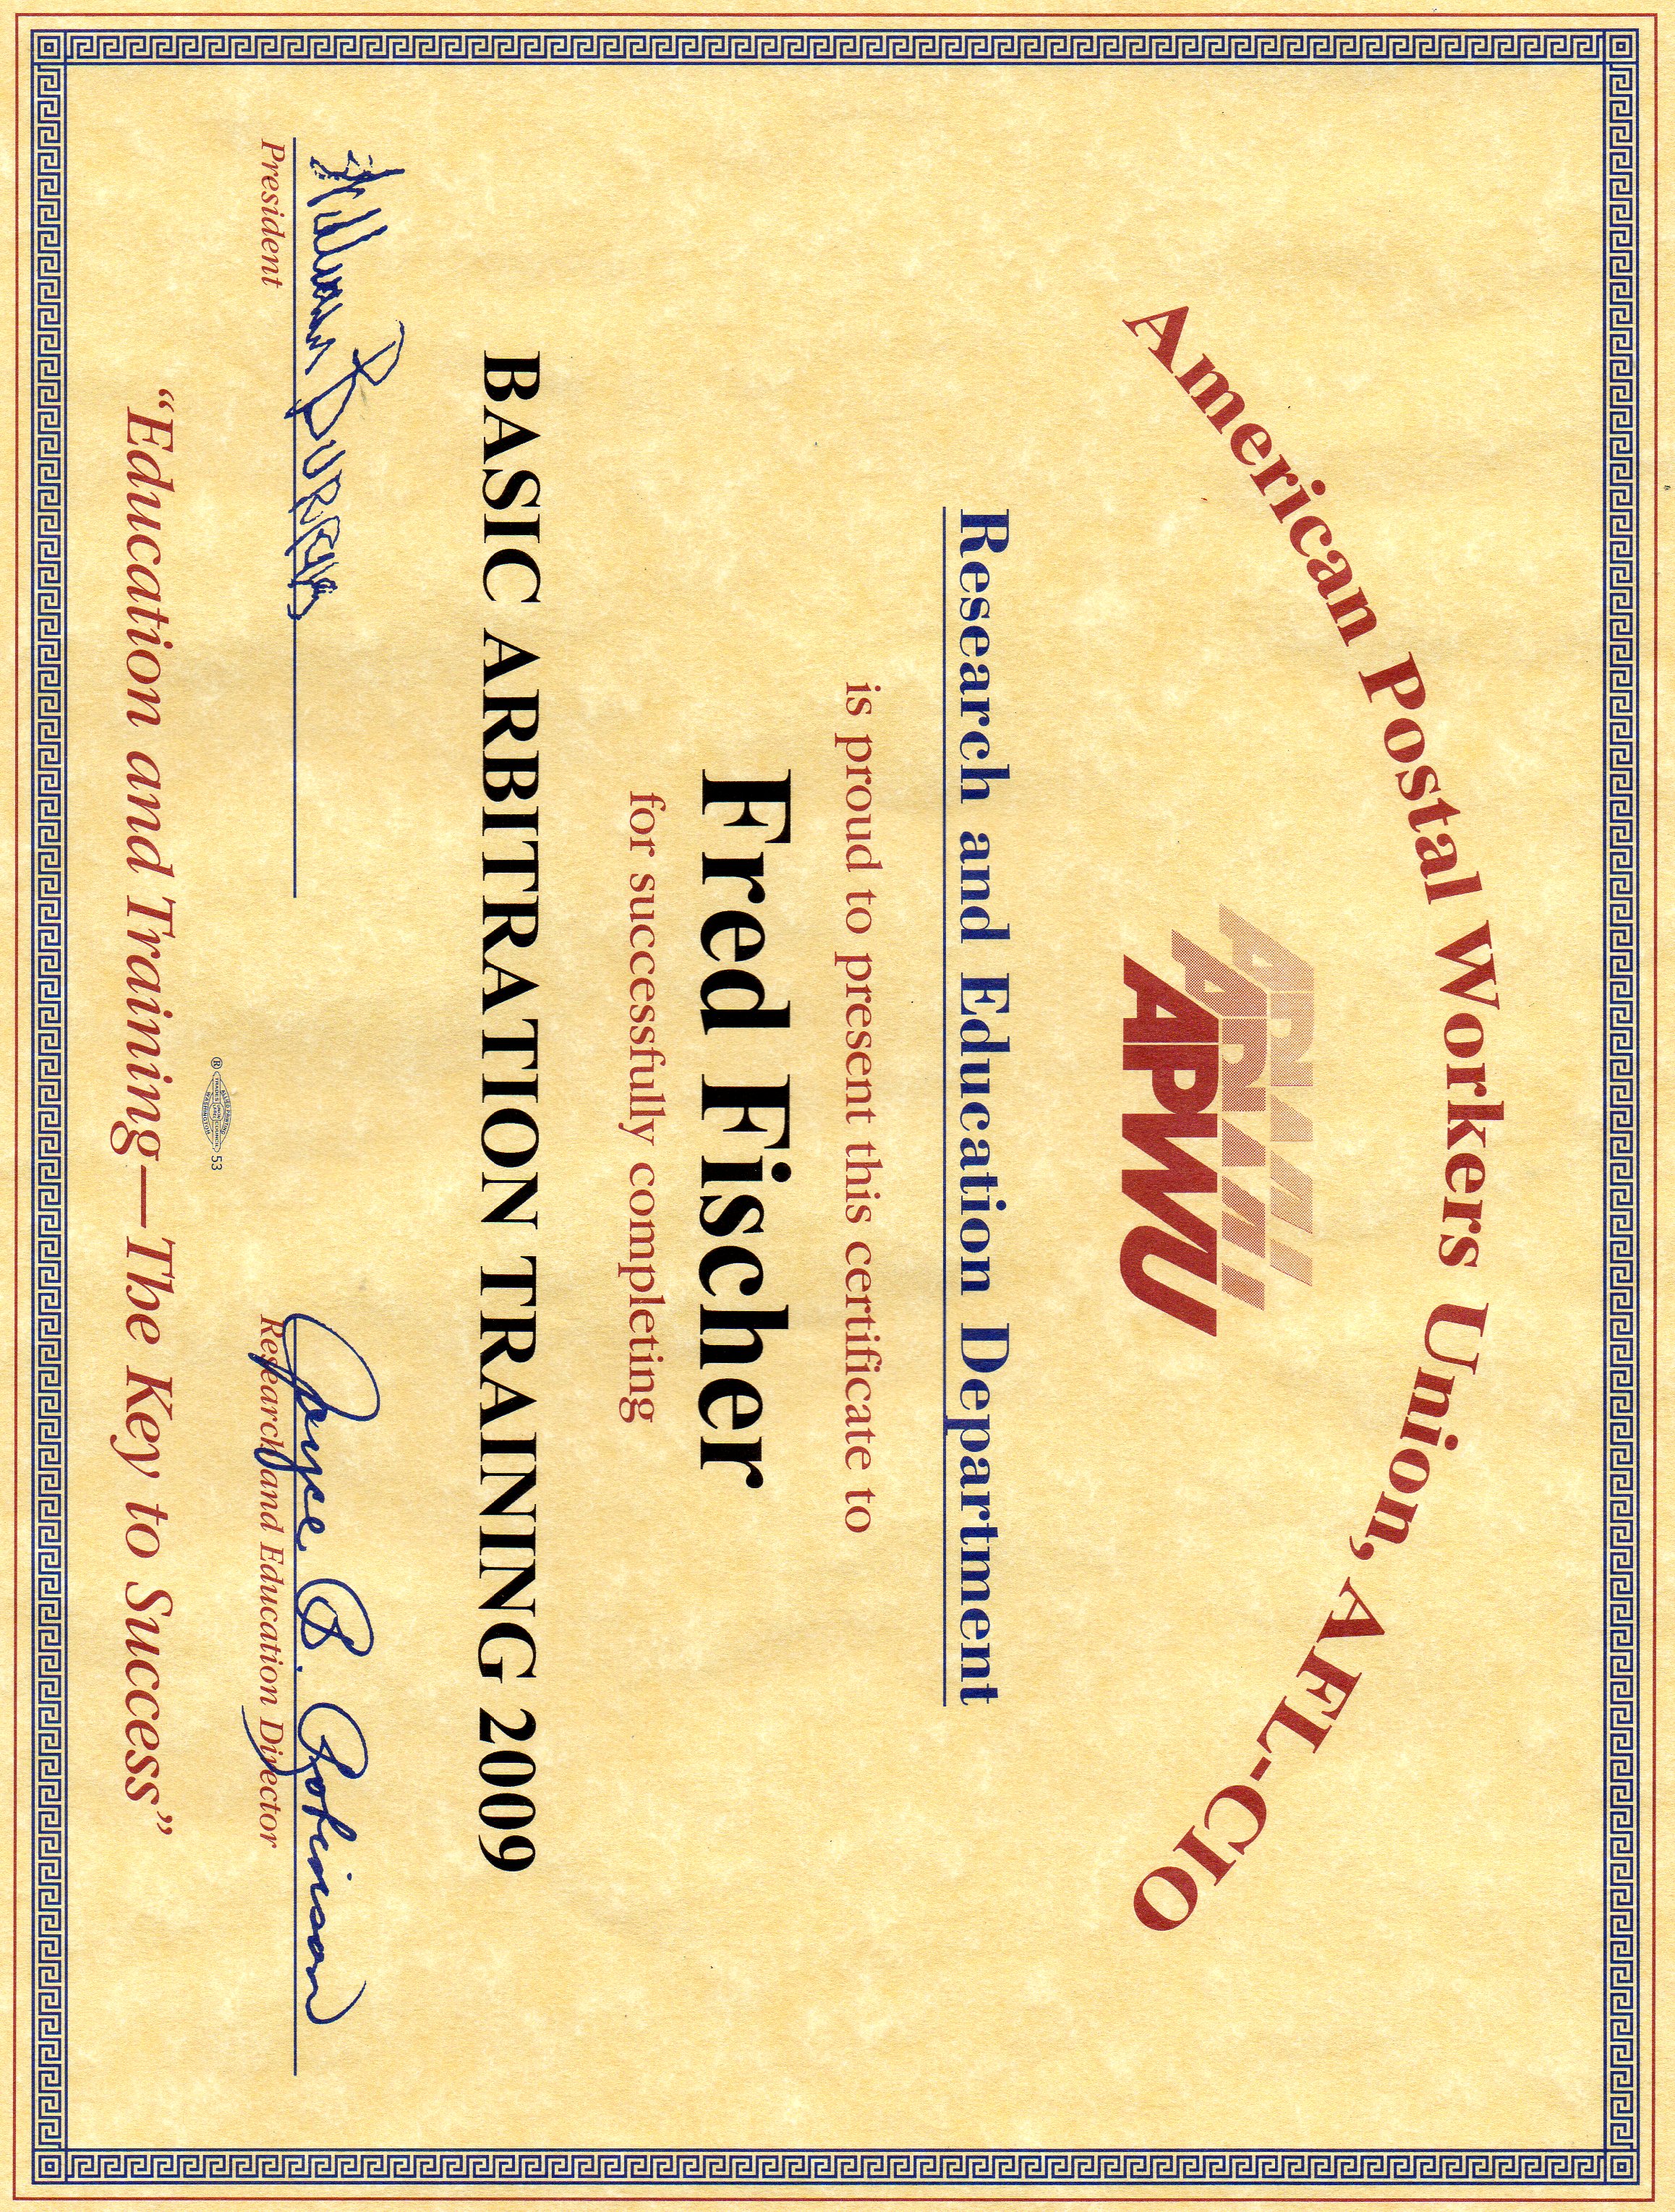 American Postal Workers Union, AFL-CIO
APWU
APWU
APWU
Research and Education Department
is proud to present this certificate to
Fred Fischer
for successfully completing
BASIC ARBITRATION TRAINING 2009
William Burrus
Joyce B. Robinson
President
Research and Education Director
® ALLIED PRINTING TRADES UNION LABEL COUNCIL WASHINGTON 53
“Education and Training—The Key to Success”